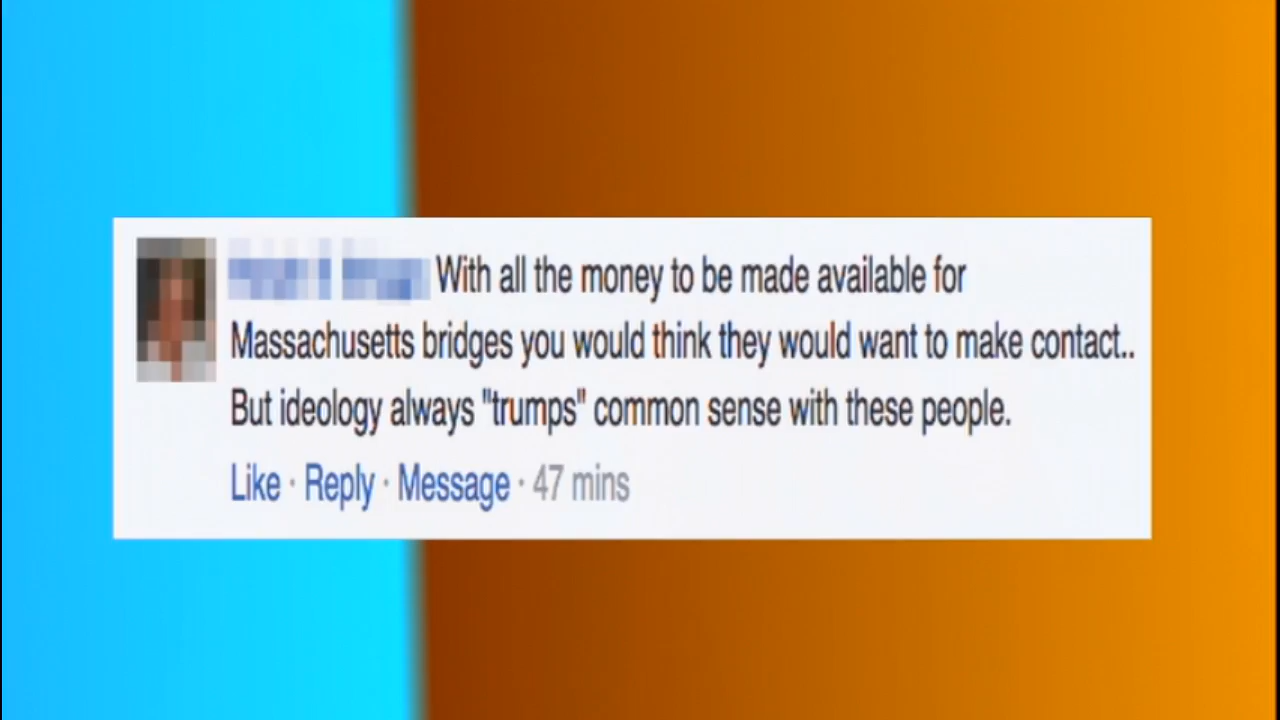 With all the money to be made available for
Massachusetts bridges you would think they would want to make contact..
But ideology always "trumps" common sense with these people.
Like · Reply · Message · 47 mins